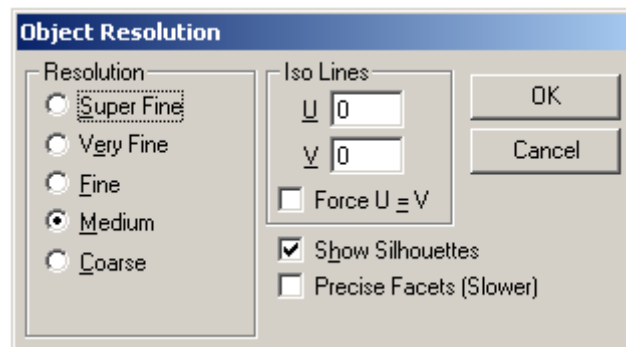 Object Resolution
Resolution
Super Fine
Very Fine
Fine
Medium
Coarse
Iso Lines
U 0
V 0
Force U = V
Show Silhouettes
Precise Facets (Slower)
OK
Cancel